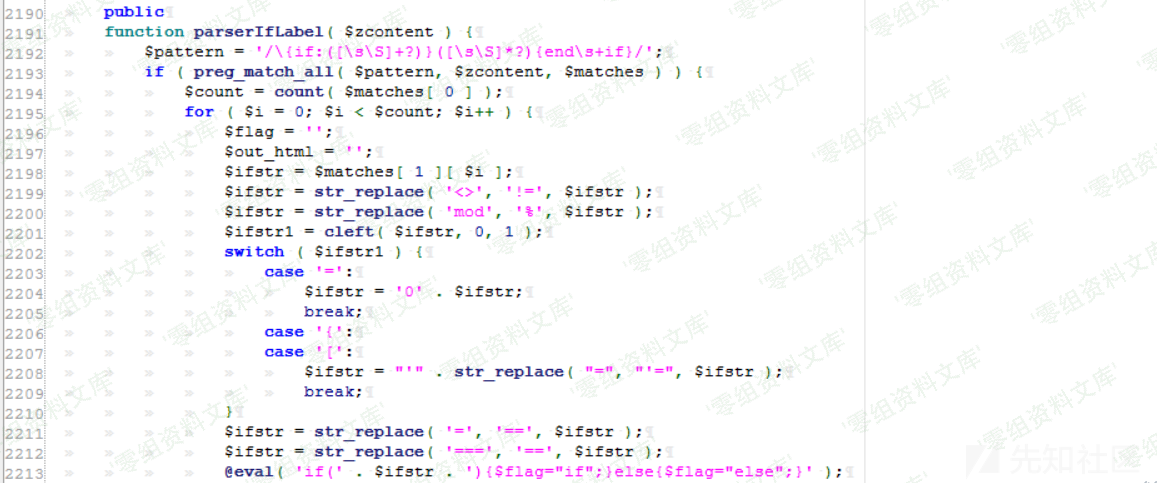 2190 public
2191 function parserIfLabel( $zcontent ) {
2192 $pattern = '/\{if:([\s\S]+?)}([\s\S]*?){end\s+if}/';
2193 if ( preg_match_all( $pattern, $zcontent, $matches ) ) {
2194 $count = count( $matches[ 0 ] );
2195 for ( $i = 0; $i < $count; $i++ ) {
2196 $flag = '';
2197 $out_html = '';
2198 $ifstr = $matches[ 1 ][ $i ];
2199 $ifstr = str_replace( '<>', '!=', $ifstr );
2200 $ifstr = str_replace( 'mod', '%', $ifstr );
2201 $ifstr1 = cleft( $ifstr, 0, 1 );
2202 switch ( $ifstr1 ) {
2203 case '=':
2204 $ifstr = '0' . $ifstr;
2205 break;
2206 case '{':
2207 case '[':
2208 $ifstr = "'" . str_replace( "=", "'=", $ifstr );
2209 break;
2210 }
2211 $ifstr = str_replace( '=', '==', $ifstr );
2212 $ifstr = str_replace( '===', '==', $ifstr );
2213 @eval( 'if(' . $ifstr . '){$flag="if";}else{$flag="else";}' );
零组资料文库
先知社区